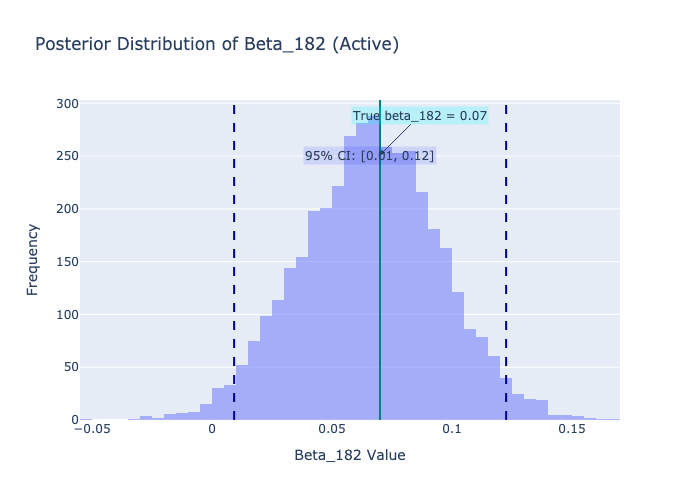 Posterior Distribution of Beta_182 (Active)
300
True beta_182 = 0.07
250
95% CI: [0.01, 0.12]
200
150
100
50
0
Frequency
−0.05 0 0.05 0.1 0.15
Beta_182 Value